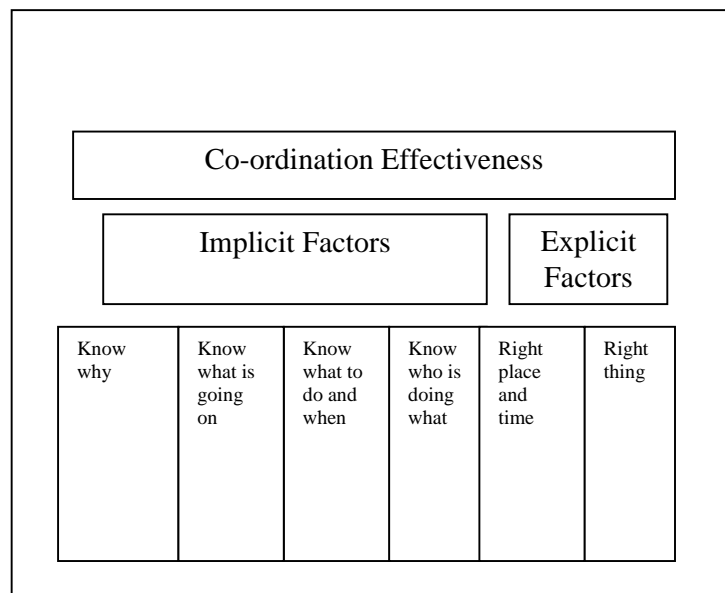 Co-ordination Effectiveness
Implicit Factors
Explicit
Factors
Know
why
Know
what is
going
on
Know
what to
do and
when
Know
who is
doing
what
Right
place
and
time
Right
thing